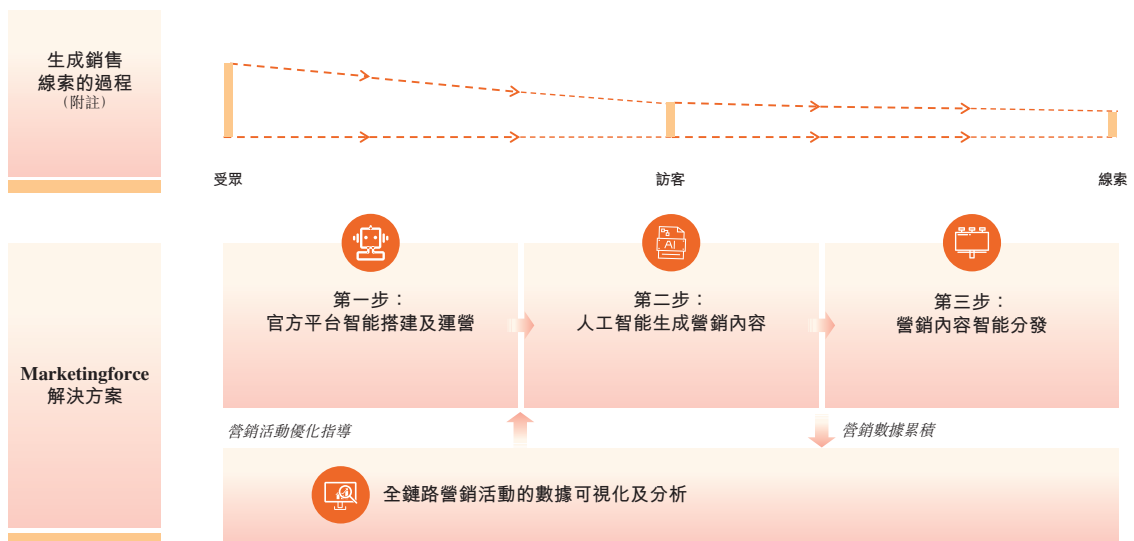 生成銷售
線索的過程
(附註)
受眾
訪客
線索
Marketingforce
解決方案
AI
第一步：
官方平台智能搭建及運營
第二步：
人工智能生成營銷內容
第三步：
營銷內容智能分發
營銷活動優化指導
營銷數據累積
全鏈路營銷活動的數據可視化及分析